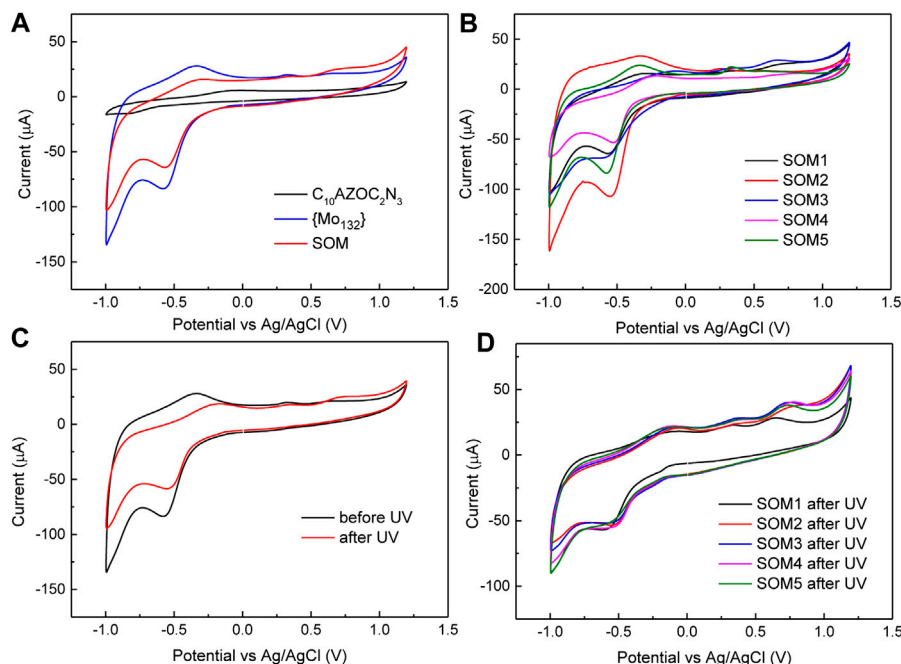 A
50
0
-50
-100
-150
Current (μA)
C₁₀AZOC₂N₃
{Mo₁₃₂}
SOM
-1.0 -0.5 0.0 0.5 1.0 1.5
Potential vs Ag/AgCl (V)
B
50
0
-50
-100
-150
-200
Current (μA)
SOM1
SOM2
SOM3
SOM4
SOM5
-1.0 -0.5 0.0 0.5 1.0 1.5
Potential vs Ag/AgCl (V)
C
50
0
-50
-100
-150
Current (μA)
before UV
after UV
-1.0 -0.5 0.0 0.5 1.0 1.5
Potential vs Ag/AgCl (V)
D
50
0
-50
-100
Current (μA)
SOM1 after UV
SOM2 after UV
SOM3 after UV
SOM4 after UV
SOM5 after UV
-1.0 -0.5 0.0 0.5 1.0 1.5
Potential vs Ag/AgCl (V)